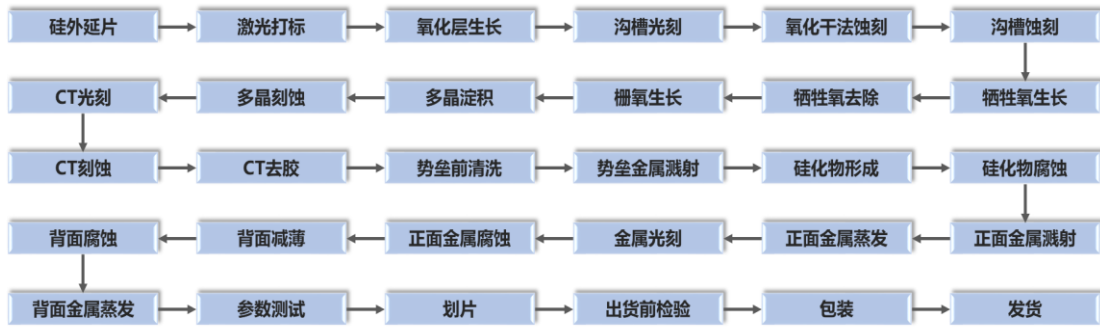 硅外延片
激光打标
氧化层生长
沟槽光刻
氧化干法蚀刻
沟槽蚀刻
牺牲氧生长
牺牲氧去除
栅氧生长
多晶淀积
多晶刻蚀
CT光刻
CT刻蚀
CT去胶
势垒前清洗
势垒金属溅射
硅化物形成
硅化物腐蚀
正面金属溅射
正面金属蒸发
金属光刻
正面金属腐蚀
背面减薄
背面腐蚀
背面金属蒸发
参数测试
划片
出货前检验
包装
发货